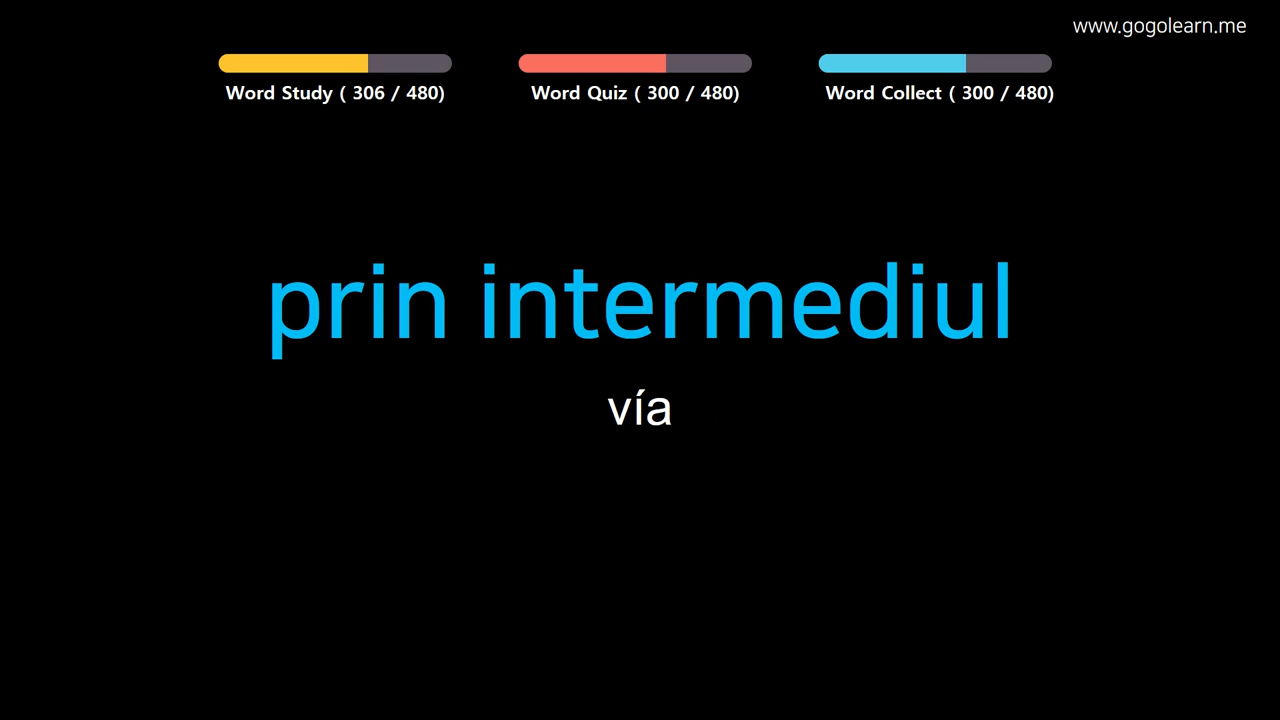 www.gogolearn.me
Word Study ( 306 / 480)
Word Quiz ( 300 / 480)
Word Collect ( 300 / 480)
prin intermediul
vía